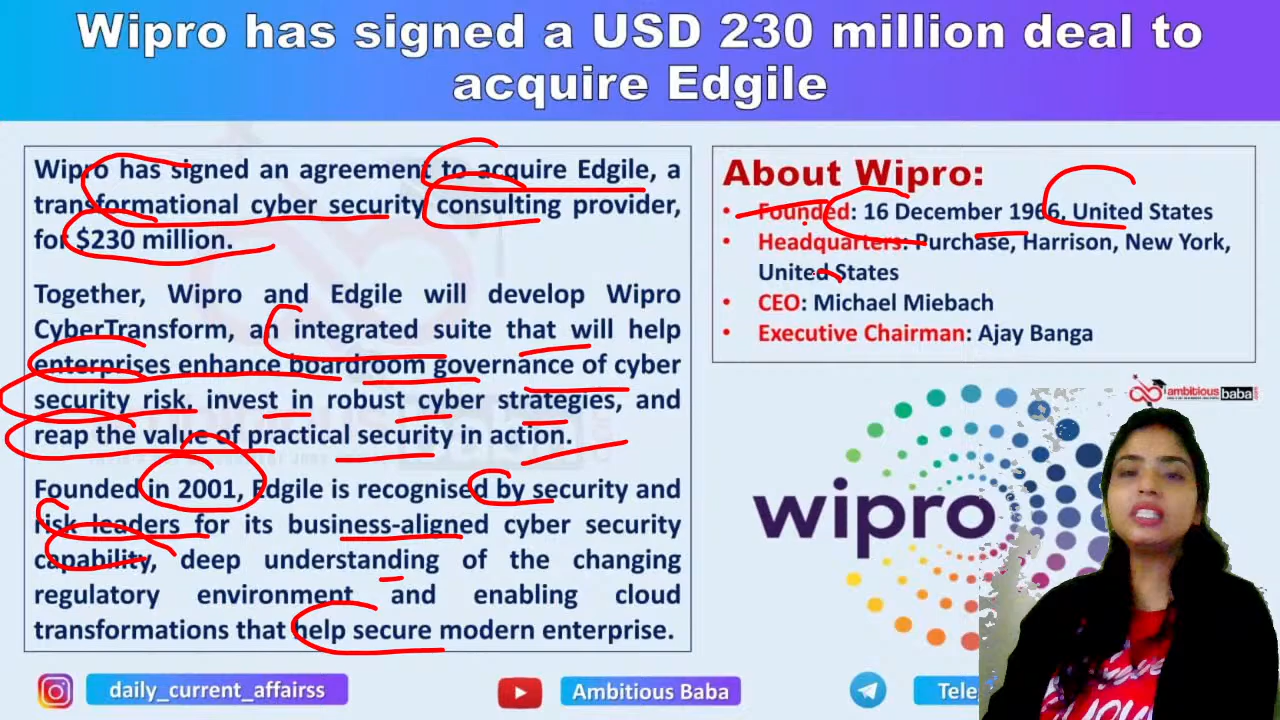 Wipro has signed a USD 230 million deal to
acquire Edgile
Wipro has signed an agreement to acquire Edgile, a
transformational cyber security consulting provider,
for $230 million.
Together, Wipro and Edgile will develop Wipro
CyberTransform, an integrated suite that will help
enterprises enhance boardroom governance of cyber
security risk, invest in robust cyber strategies, and
reap the value of practical security in action.
Founded in 2001, Edgile is recognised by security and
risk leaders for its business-aligned cyber security
capability, deep understanding of the changing
regulatory environment and enabling cloud
transformations that help secure modern enterprise.
About Wipro:
• Founded: 16 December 1966, United States
• Headquarters: Purchase, Harrison, New York,
United States
• CEO: Michael Miebach
• Executive Chairman: Ajay Banga
ambitiousbaba
wipro
daily_current_affairss
Ambitious Baba
Tele